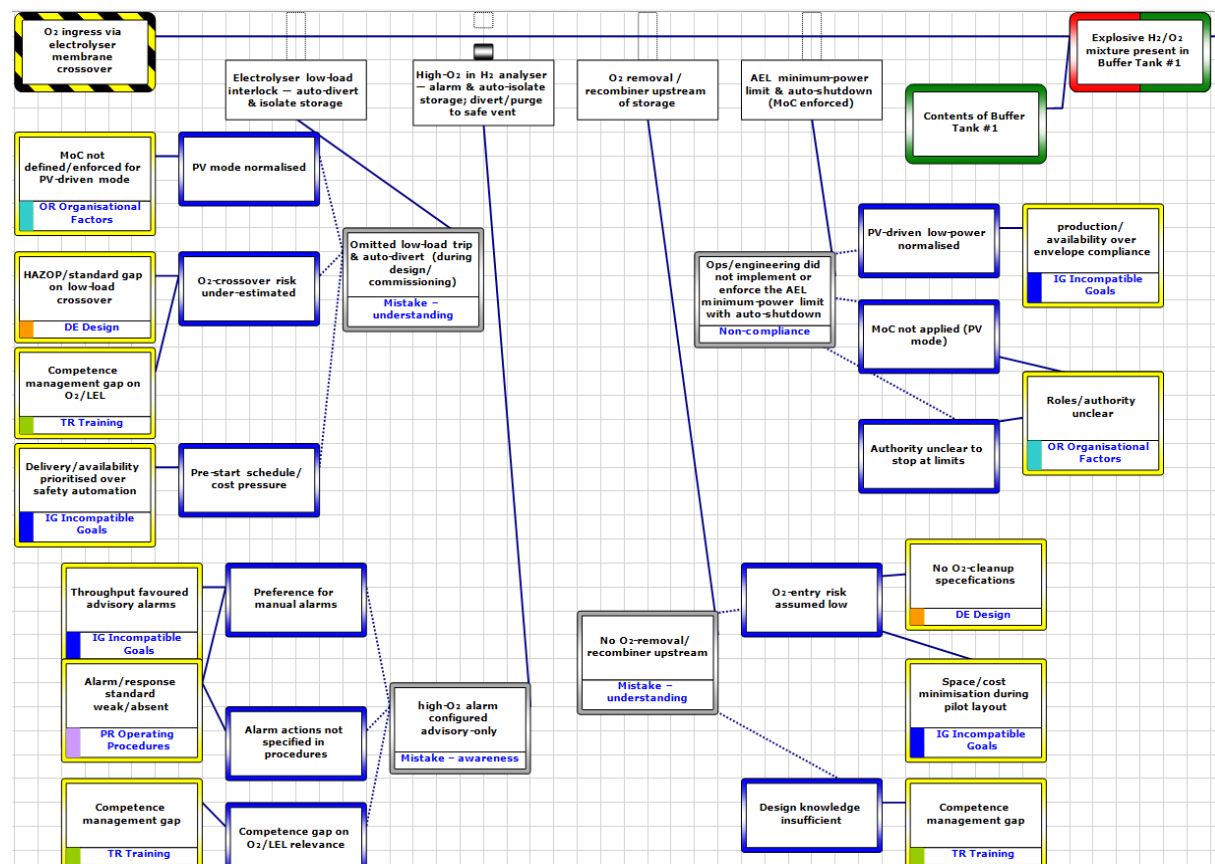 O₂ ingress via
electrolyser
membrane
crossover
Explosive H₂/O₂
mixture present in
Buffer Tank #1
Electrolyser low-load
interlock — auto-divert
& isolate storage
High-O₂ in H₂ analyser
— alarm & auto-isolate
storage; divert/purge
to safe vent
O₂ removal /
recombiner upstream
of storage
AEL minimum-power
limit & auto-shutdown
(MoC enforced)
Contents of Buffer
Tank #1
MoC not
defined/enforced for
PV-driven mode
OR Organisational
Factors
PV mode normalised
HAZOP/standard gap
on low-load
crossover
DE Design
O₂-crossover risk
under-estimated
Competence
management gap on
O₂/LEL
TR Training
Delivery/availability
prioritised over
safety automation
IG Incompatible
Goals
Pre-start schedule/
cost pressure
Omitted low-load trip
& auto-divert (during
design/
commissioning)
Mistake –
understanding
Ops/engineering did
not implement or
enforce the AEL
minimum-power limit
with auto-shutdown
Non-compliance
PV-driven low-power
normalised
production/
availability over
envelope compliance
IG Incompatible
Goals
MoC not applied (PV
mode)
Roles/authority
unclear
OR Organisational
Factors
Authority unclear to
stop at limits
Throughput favoured
advisory alarms
IG Incompatible
Goals
Preference for
manual alarms
Alarm/response
standard
weak/absent
PR Operating
Procedures
Alarm actions not
specified in
procedures
Competence
management gap
TR Training
Competence gap on
O₂/LEL relevance
high-O₂ alarm
configured
advisory-only
Mistake – awareness
No O₂-removal/
recombiner upstream
Mistake –
understanding
O₂-entry risk
assumed low
No O₂-cleanup
specefications
DE Design
Space/cost
minimisation during
pilot layout
IG Incompatible
Goals
Design knowledge
insufficient
Competence
management gap
TR Training